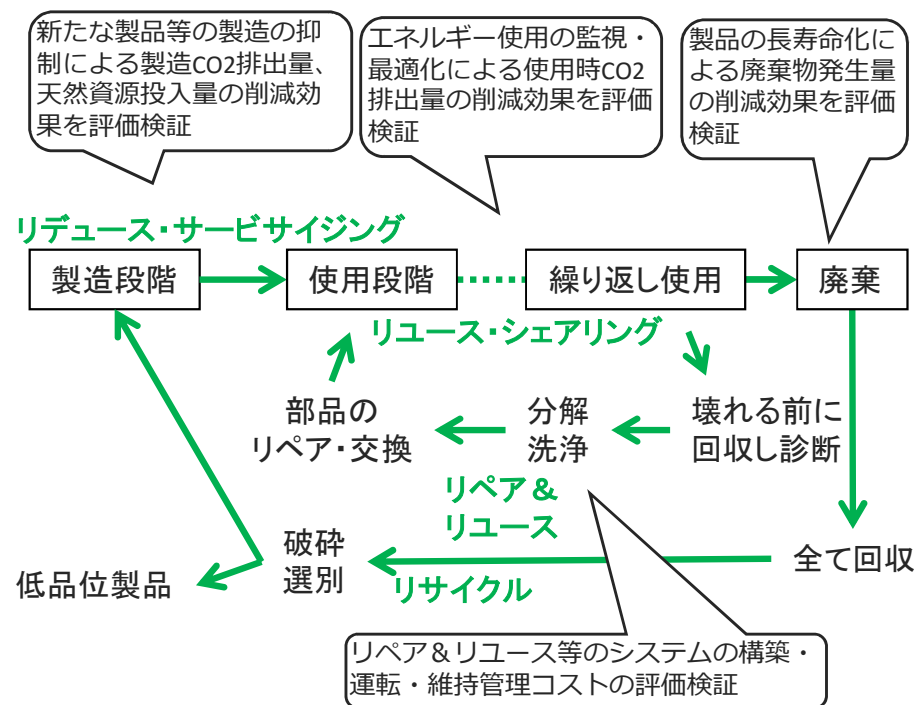 新たな製品等の製造の抑
制による製造CO2排出量、
天然資源投入量の削減効
果を評価検証
エネルギー使用の監視・
最適化による使用時CO2
排出量の削減効果を評価
検証
製品の長寿命化に
よる廃棄物発生量
の削減効果を評価
検証
リデュース・サービサイジング
製造段階
使用段階
繰り返し使用
廃棄
リユース・シェアリング
部品の
リペア・交換
分解
洗浄
壊れる前に
回収し診断
リペア＆
リユース
破砕
選別
全て回収
低品位製品
リサイクル
リペア＆リユース等のシステムの構築・
運転・維持管理コストの評価検証